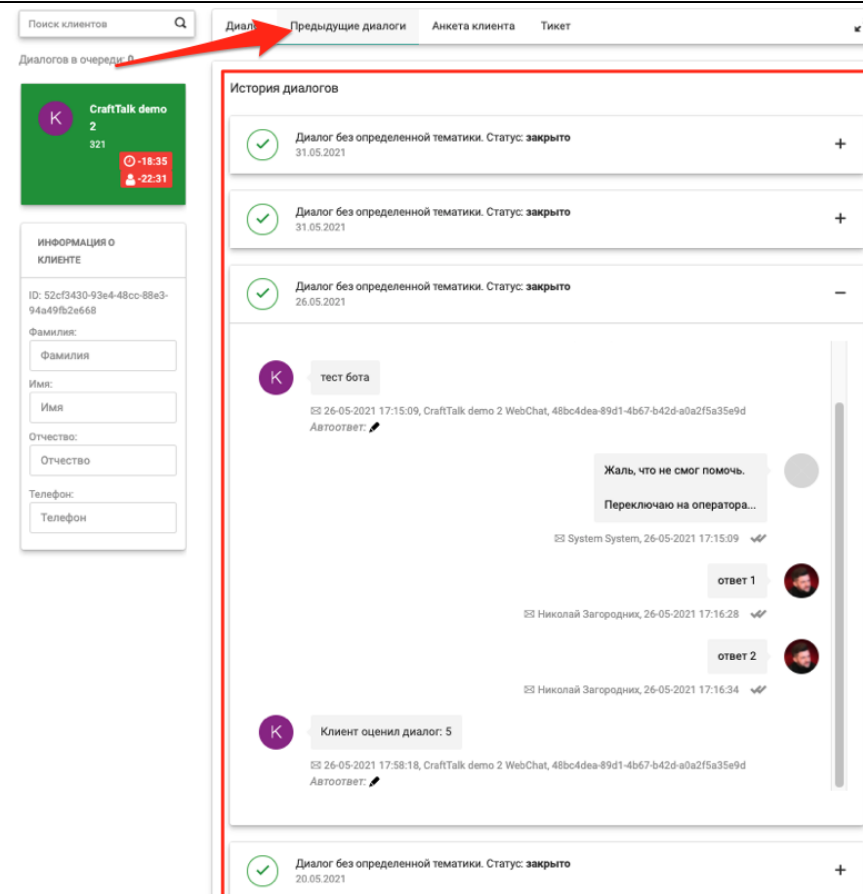 Поиск клиентов
Диалогов в очереди: 0
K
CraftTalk demo
2
321
-18:35
-22:31
ИНФОРМАЦИЯ О
КЛИЕНТЕ
ID: 52cf3430-93e4-48cc-88e3-
94a49fb2e668
Фамилия:
Фамилия
Имя:
Имя
Отчество:
Отчество
Телефон:
Телефон
Диалог Предыдущие диалоги Анкета клиента Тикет
История диалогов
Диалог без определенной тематики. Статус: закрыто
31.05.2021
Диалог без определенной тематики. Статус: закрыто
31.05.2021
Диалог без определенной тематики. Статус: закрыто
26.05.2021
K
тест бота
26-05-2021 17:15:09, CraftTalk demo 2 WebChat, 48bc4dea-89d1-4b67-b42d-a0a2f5a35e9d
Автоответ:
Жаль, что не смог помочь.
Переключаю на оператора...
System System, 26-05-2021 17:15:09
ответ 1
Николай Загородних, 26-05-2021 17:16:28
ответ 2
Николай Загородних, 26-05-2021 17:16:34
K
Клиент оценил диалог: 5
26-05-2021 17:58:18, CraftTalk demo 2 WebChat, 48bc4dea-89d1-4b67-b42d-a0a2f5a35e9d
Автоответ:
Диалог без определенной тематики. Статус: закрыто
20.05.2021